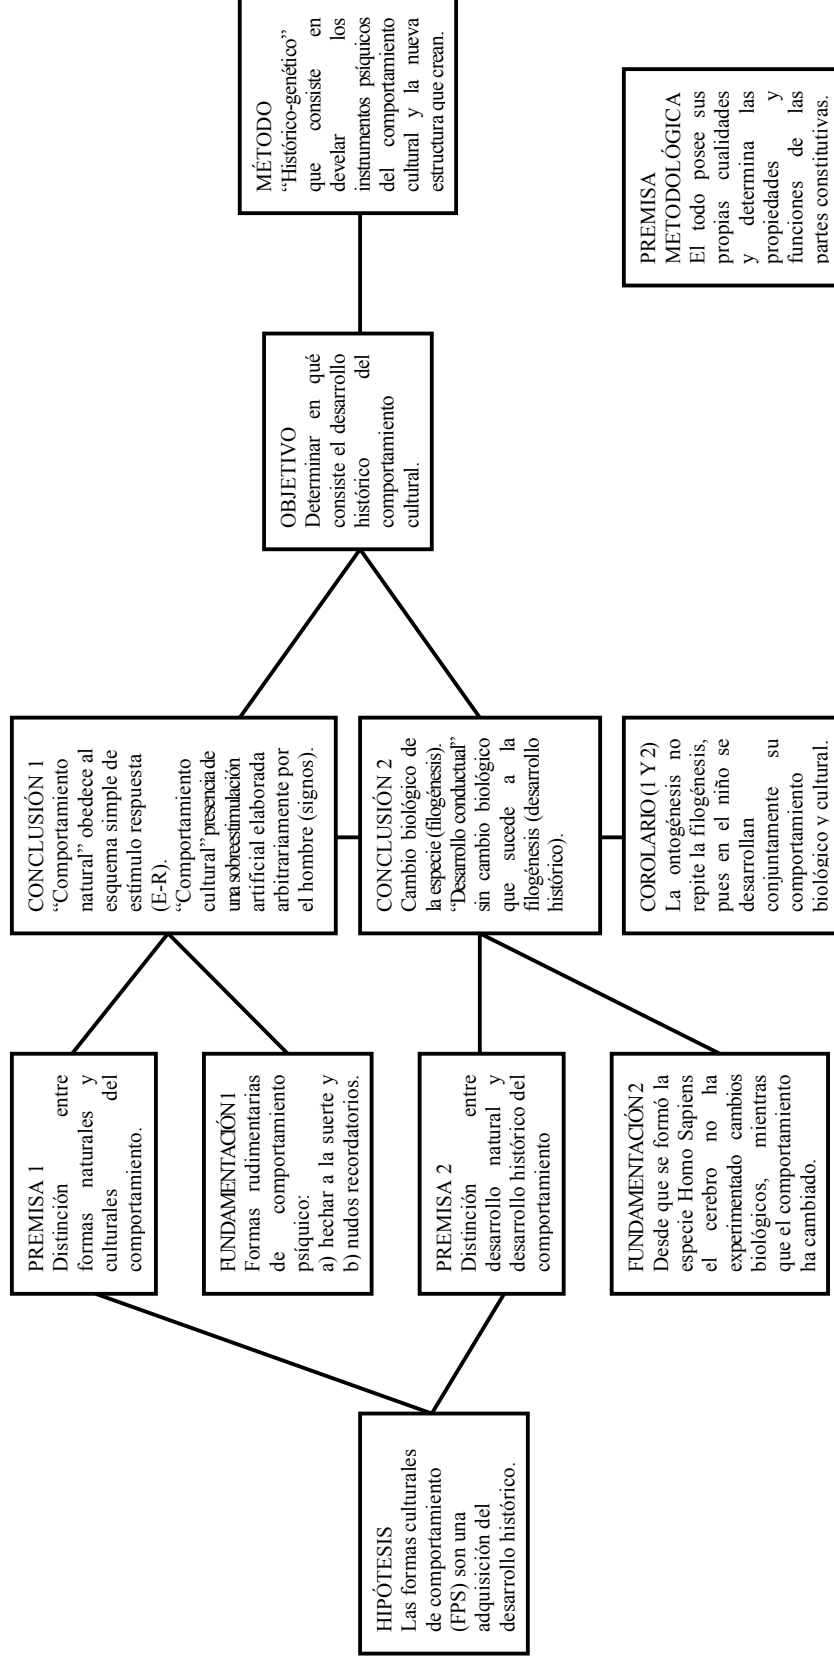 HIPÓTESIS
Las formas culturales
de comportamiento
(FPS) son una
adquisición del
desarrollo histórico.
PREMISA 1
Distinción entre
formas naturales y
culturales del
comportamiento.
FUNDAMENTACIÓN 1
Formas rudimentarias
de comportamiento
psíquico:
a) hechar a la suerte y
b) nudos recordatorios.
PREMISA 2
Distinción entre
desarrollo natural y
desarrollo histórico del
comportamiento
FUNDAMENTACIÓN 2
Desde que se formó la
especie Homo Sapiens
el cerebro no ha
experimentado cambios
biológicos, mientras
que el comportamiento
ha cambiado.
CONCLUSIÓN 1
“Comportamiento
natural” obedece al
esquema simple de
estímulo respuesta
(E-R).
“Comportamiento
cultural” presencia de
una sobreestimulación
artificial elaborada
arbitrariamente por
el hombre (signos).
CONCLUSIÓN 2
Cambio biológico de
la especie (filogénesis).
“Desarrollo conductual”
sin cambio biológico
que sucede a la
filogénesis (desarrollo
histórico).
COROLARIO (1 Y 2)
La ontogénesis no
repite la filogénesis,
pues en el niño se
desarrollan
conjuntamente su
comportamiento
biológico y cultural.
OBJETIVO
Determinar en qué
consiste el desarrollo
histórico del
comportamiento
cultural.
MÉTODO
“Histórico-genético”
que consiste en
develar los
instrumentos psíquicos
del comportamiento
cultural y la nueva
estructura que crean.
PREMISA
METODOLÓGICA
El todo posee sus
propias cualidades
y determina las
propiedades y
funciones de las
partes constitutivas.